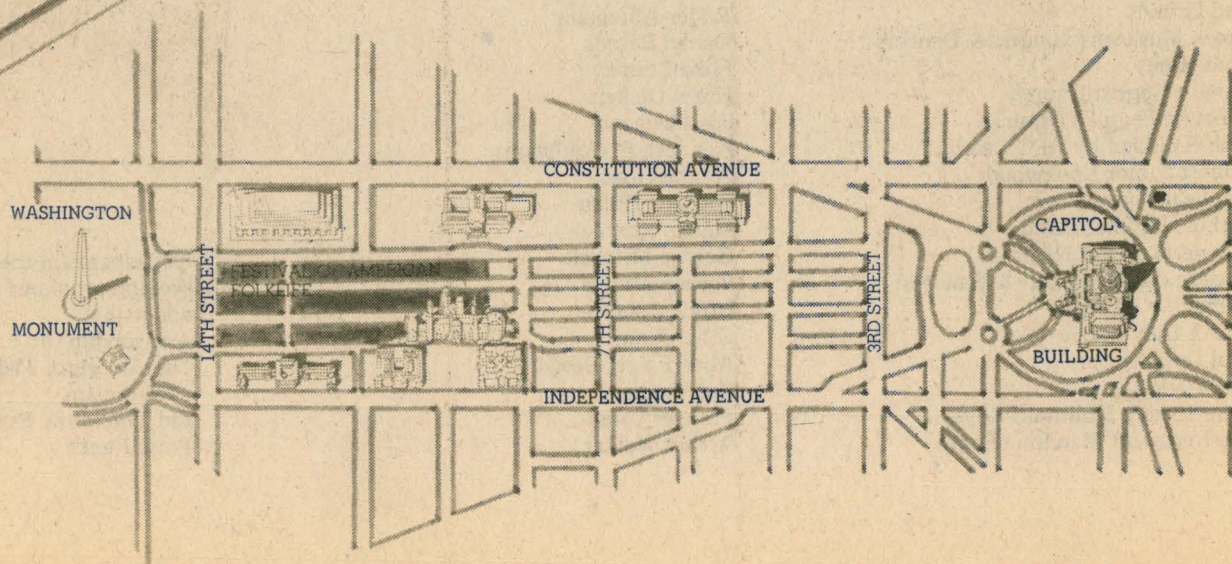 CONSTITUTION AVENUE
WASHINGTON
MONUMENT
14TH STREET
FESTIVAL OF AMERICAN
FOLKLIFE
7TH STREET
3RD STREET
CAPITOL
BUILDING
INDEPENDENCE AVENUE